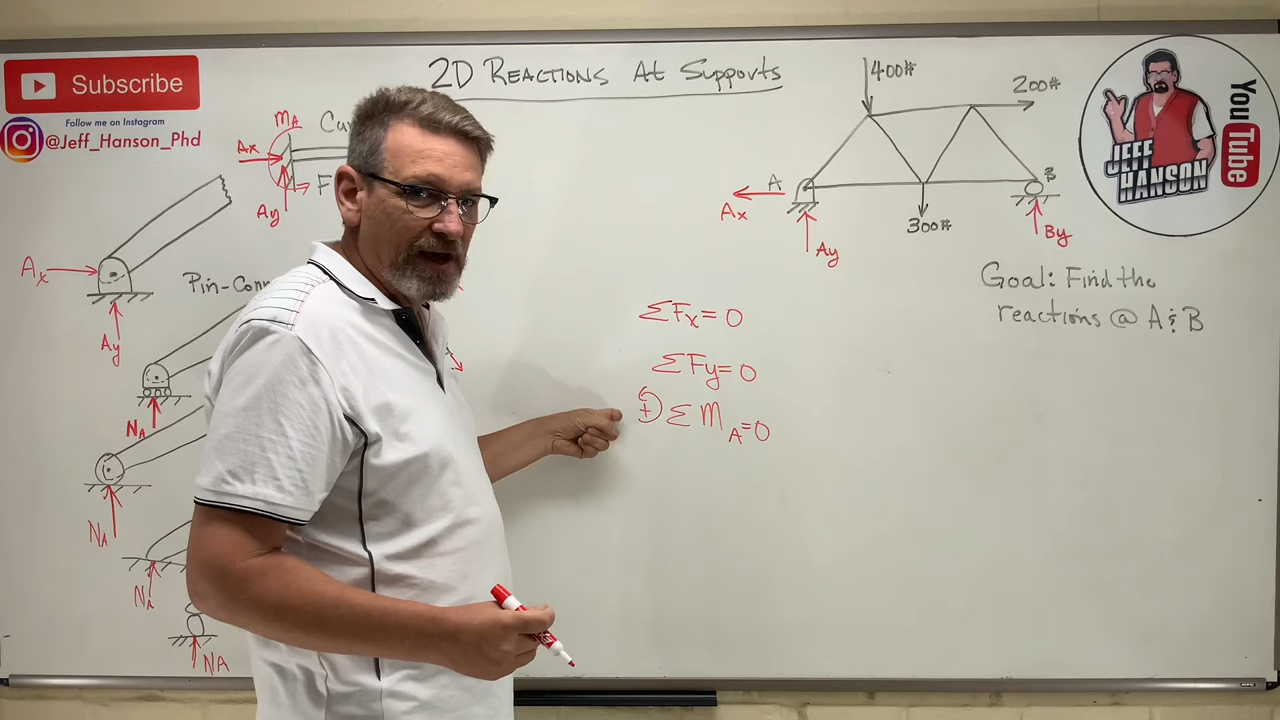 2D REACTIONS At Supports
Subscribe
Follow me on Instagram
@Jeff_Hanson_Phd
MA
Ax
Ay
F
Ax
Ay
Pin-Conn
NA
NA
NA
NA
400#
200#
A
B
Ax
Ay
300#
By
Goal: Find the
reactions @ A & B
ΣFx=0
ΣFy=0
+ ΣMA=0
JEFF
HANSON
YouTube